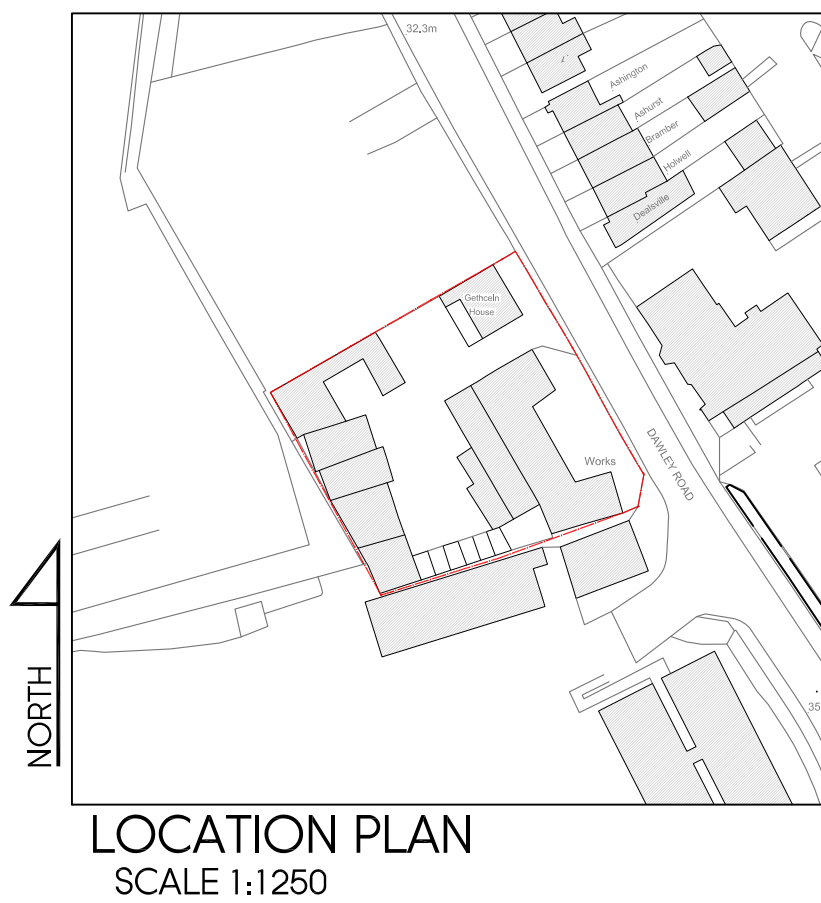 32.3m
Ashington
Ashurst
Bramber
Holwell
Dealsville
Gethceln
House
Works
DAWLEY ROAD
NORTH
35
LOCATION PLAN
SCALE 1:1250